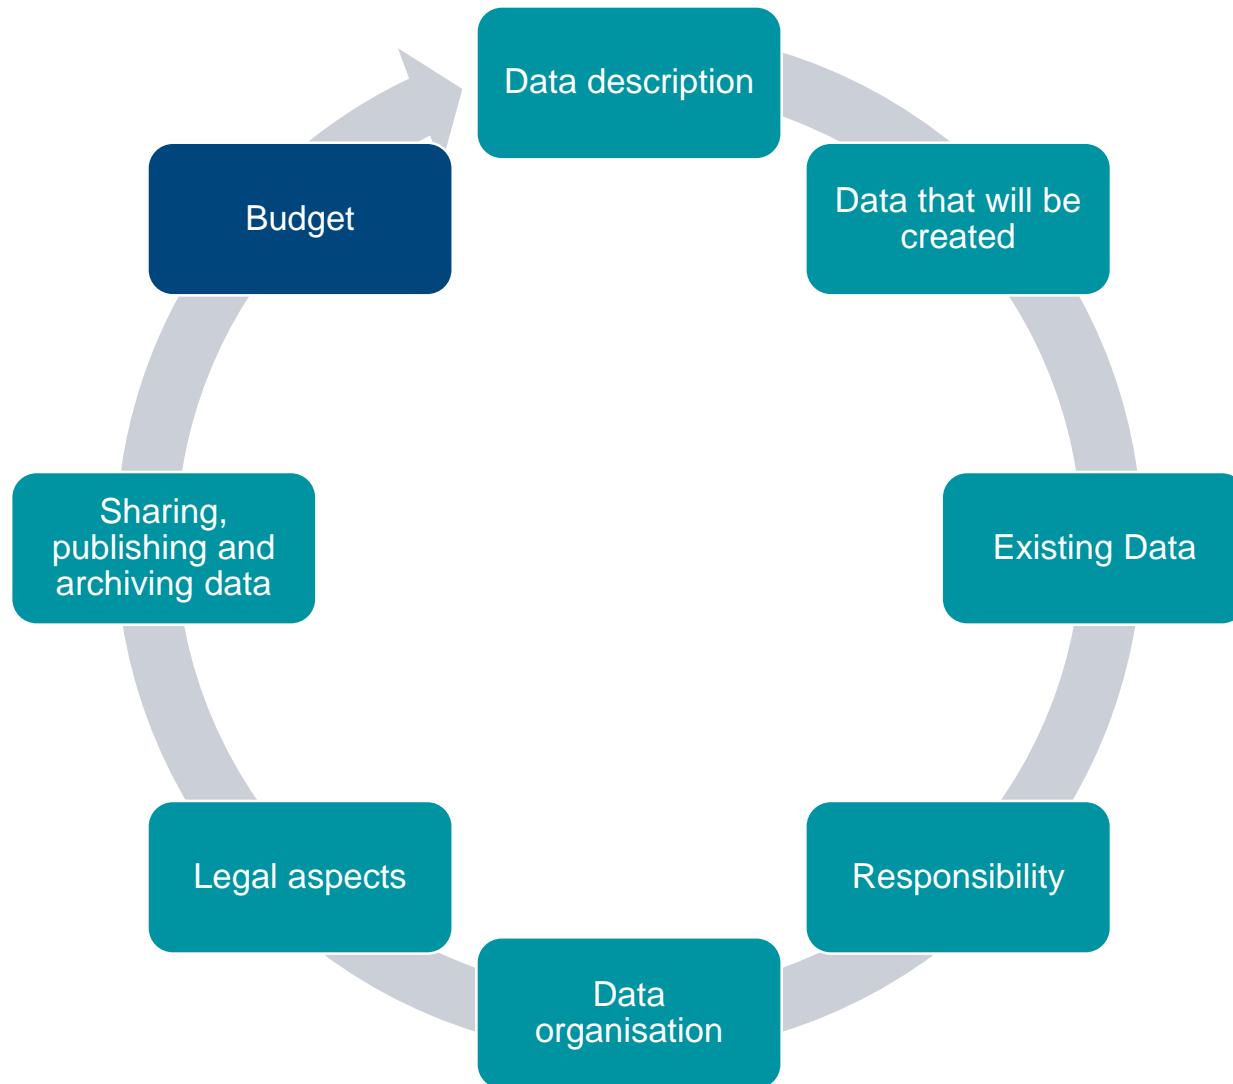 Data description
Data that will be
created
Existing Data
Responsibility
Data
organisation
Legal aspects
Sharing,
publishing and
archiving data
Budget